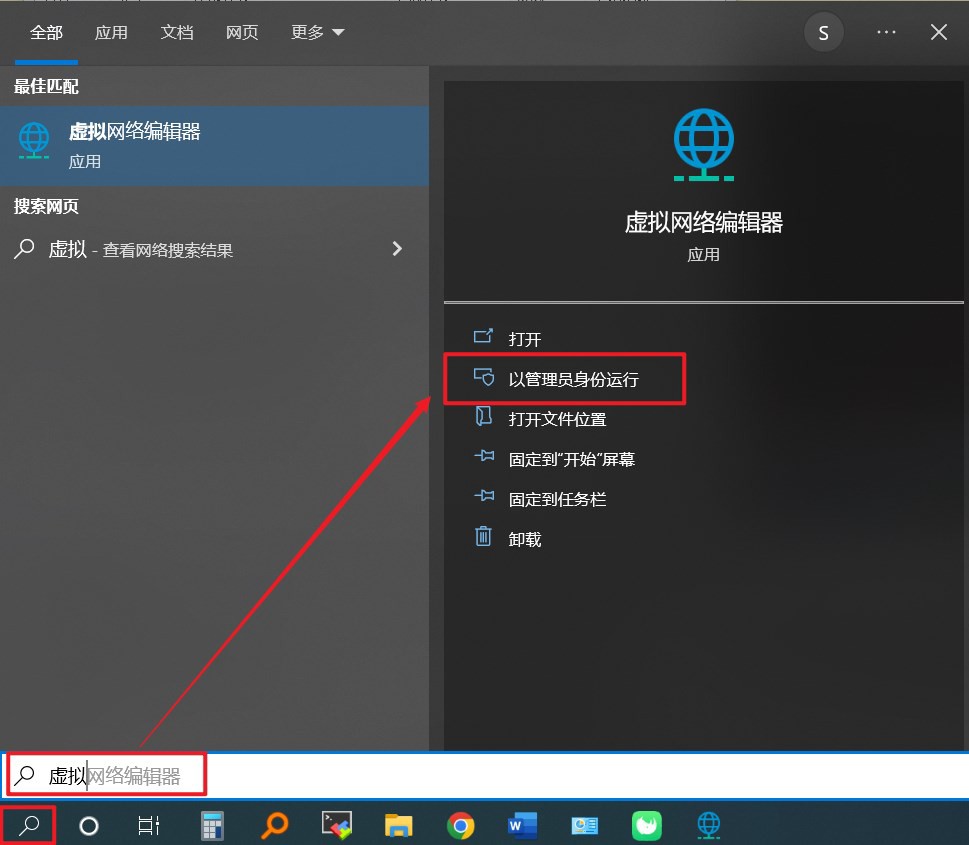 全部 应用 文档 网页 更多 S ···
最佳匹配
虚拟网络编辑器
应用
搜索网页
虚拟 - 查看网络搜索结果
虚拟网络编辑器
应用
打开
以管理员身份运行
打开文件位置
固定到"开始"屏幕
固定到任务栏
卸载
虚拟网络编辑器
W